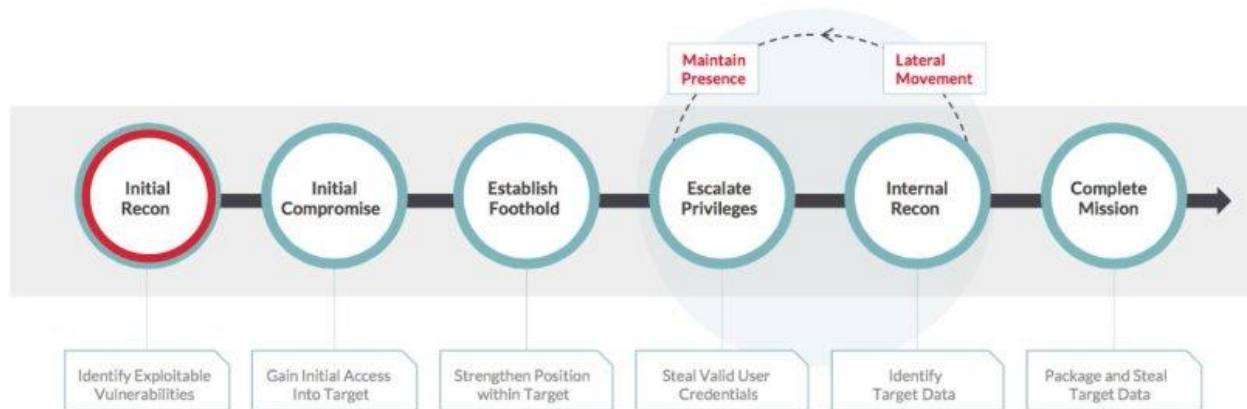 Maintain
Presence
Lateral
Movement
Initial
Recon
Initial
Compromise
Establish
Foothold
Escalate
Privileges
Internal
Recon
Complete
Mission
Identify Exploitable
Vulnerabilities
Gain Initial Access
Into Target
Strengthen Position
within Target
Steal Valid User
Credentials
Identify
Target Data
Package and Steal
Target Data